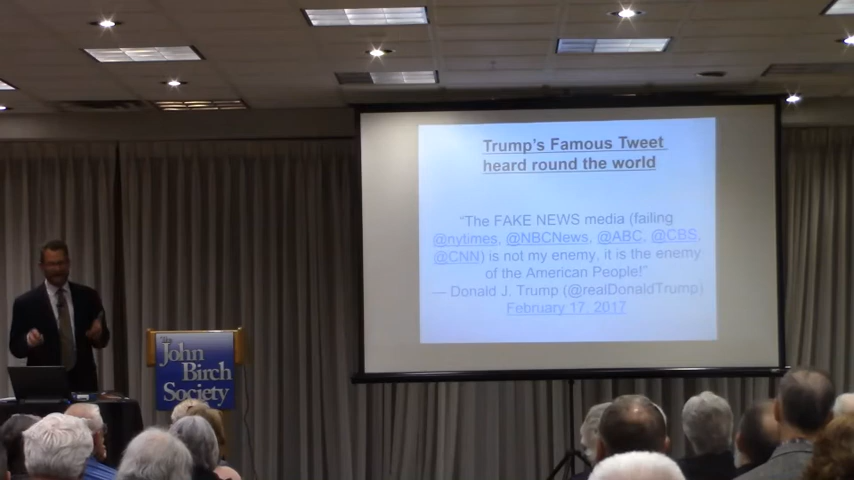 Trump's Famous Tweet
heard round the world
“The FAKE NEWS media (failing
@nytimes, @NBCNews, @ABC, @CBS,
@CNN) is not my enemy, it is the enemy
of the American People!”
— Donald J. Trump (@realDonaldTrump)
February 17, 2017
The
John
Birch
Society